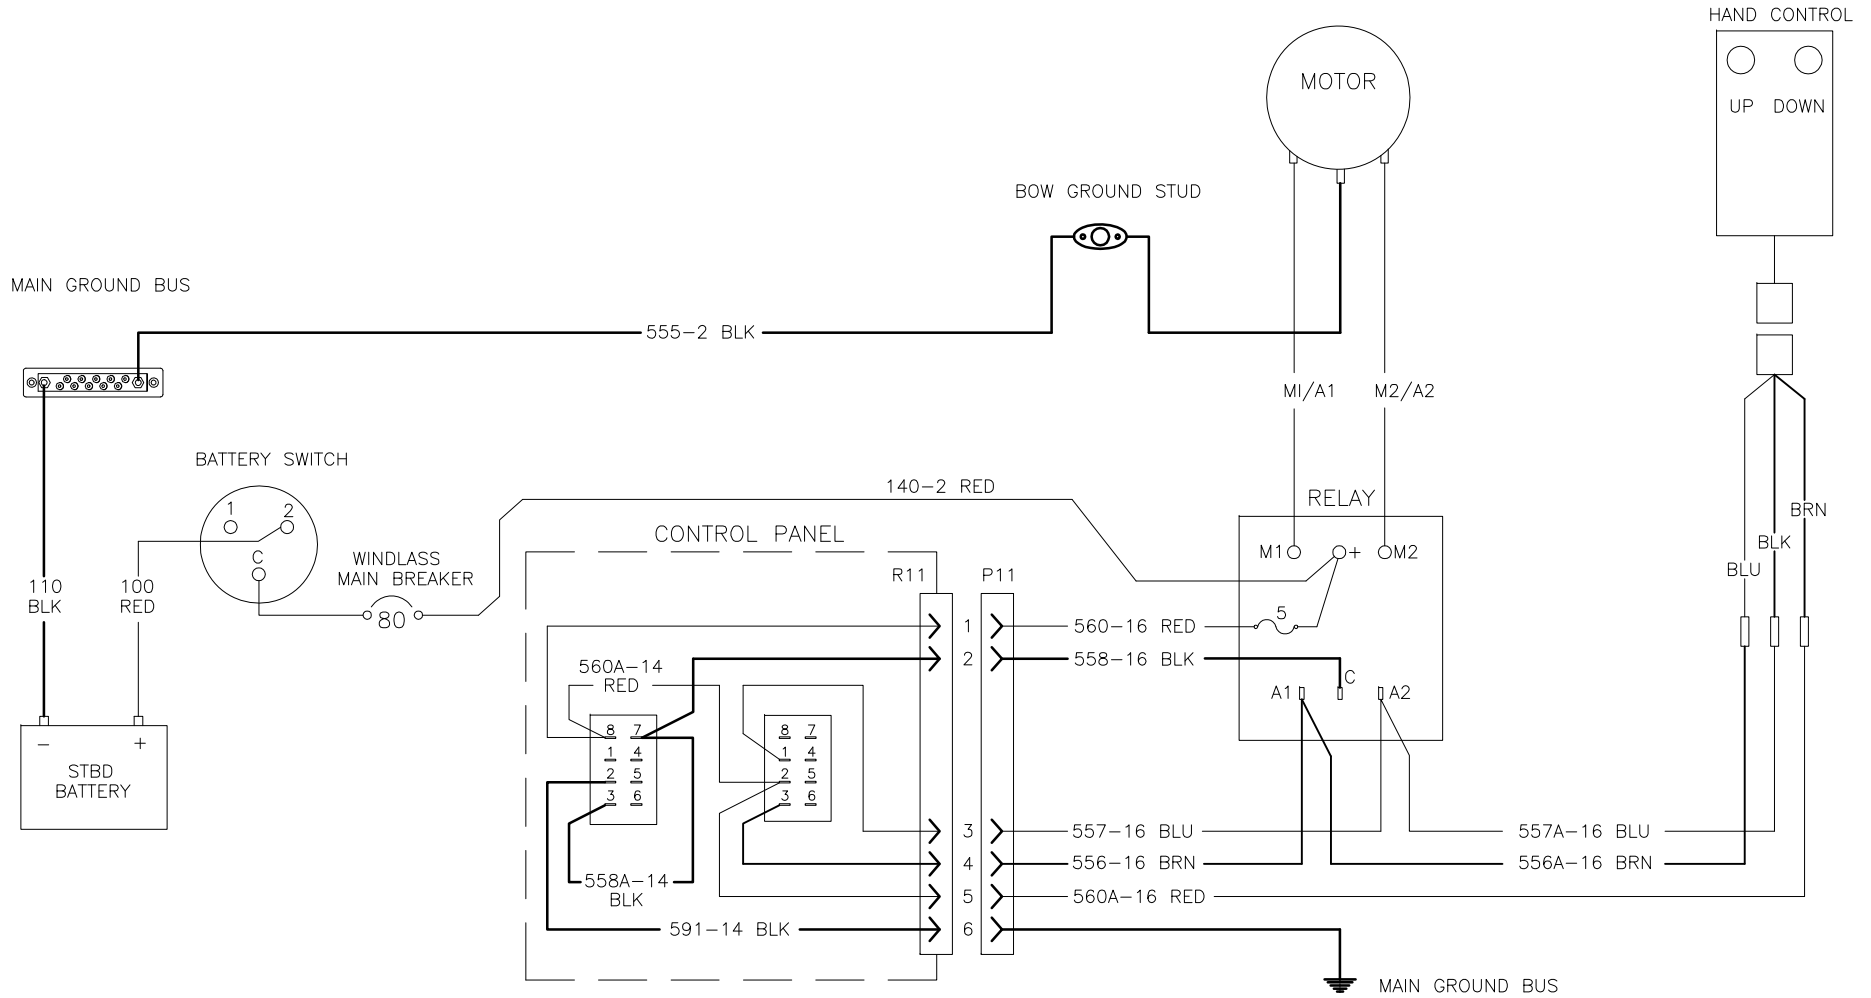 HAND CONTROL
MOTOR
UP DOWN
BOW GROUND STUD
MAIN GROUND BUS
555-2 BLK
M1/A1 M2/A2
BATTERY SWITCH
1 2
C
140-2 RED
RELAY
BRN
CONTROL PANEL
BLK
M1 + M2
WINDLASS
MAIN BREAKER
BLU
R11 P11
110
BLK
100
RED
80
5
1 560-16 RED
2 558-16 BLK
560A-14
RED
C
A1 A2
8 7
1 4
2 5
3 6
8 7
1 4
2 5
3 6
- +
STBD
BATTERY
3 557-16 BLU 557A-16 BLU
4 556-16 BRN 556A-16 BRN
558A-14
BLK
5 560A-16 RED
591-14 BLK 6
MAIN GROUND BUS